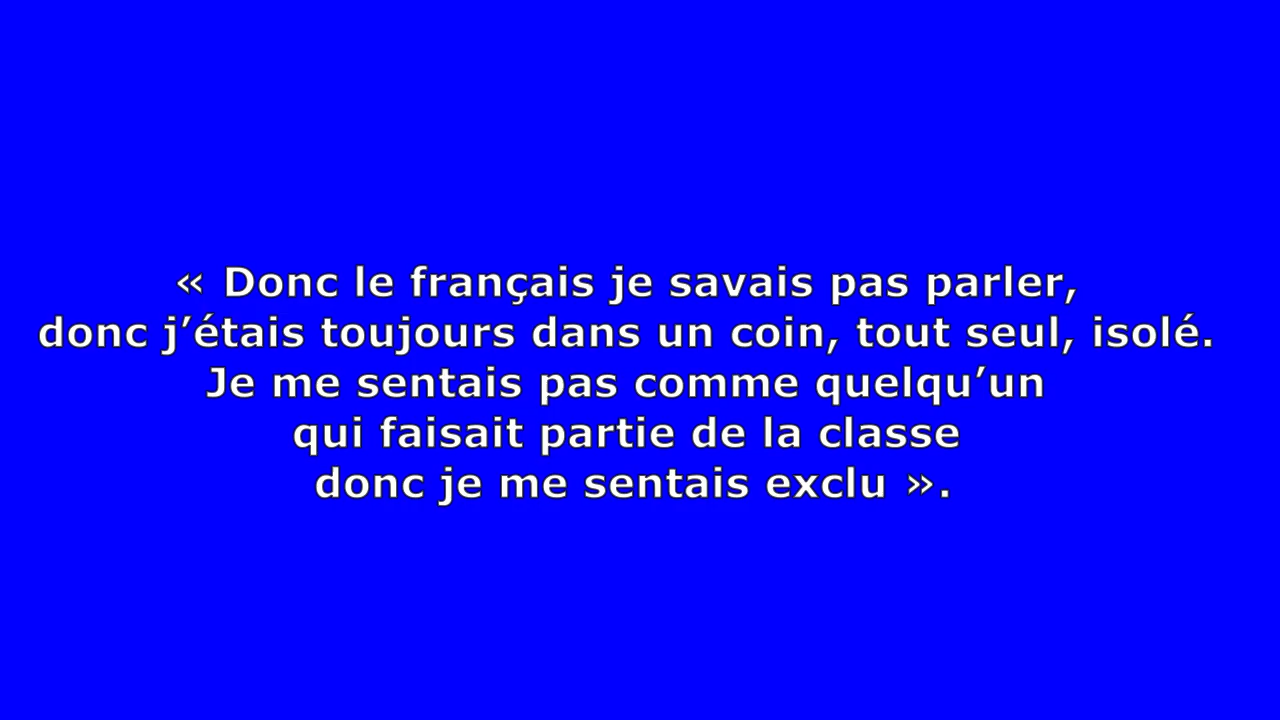 « Donc le français je savais pas parler,
donc j’étais toujours dans un coin, tout seul, isolé.
Je me sentais pas comme quelqu’un
qui faisait partie de la classe
donc je me sentais exclu ».